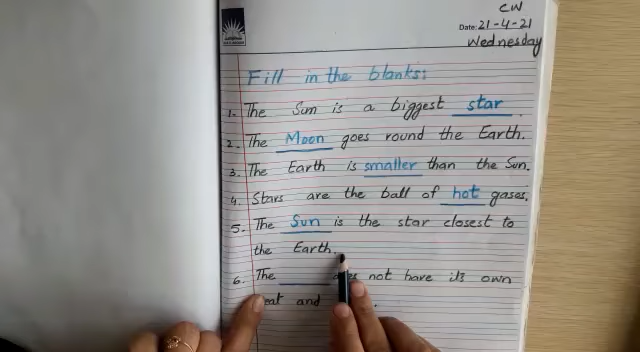 CW
Date: 21-4-21
Wednesday
Fill in the blanks:
1. The Sun is a biggest star
2. The Moon goes round the Earth.
3. The Earth is smaller than the Sun.
4. Stars are the ball of hot gases.
5. The Sun is the star closest to
the Earth.
6. The ______ not have its own
and